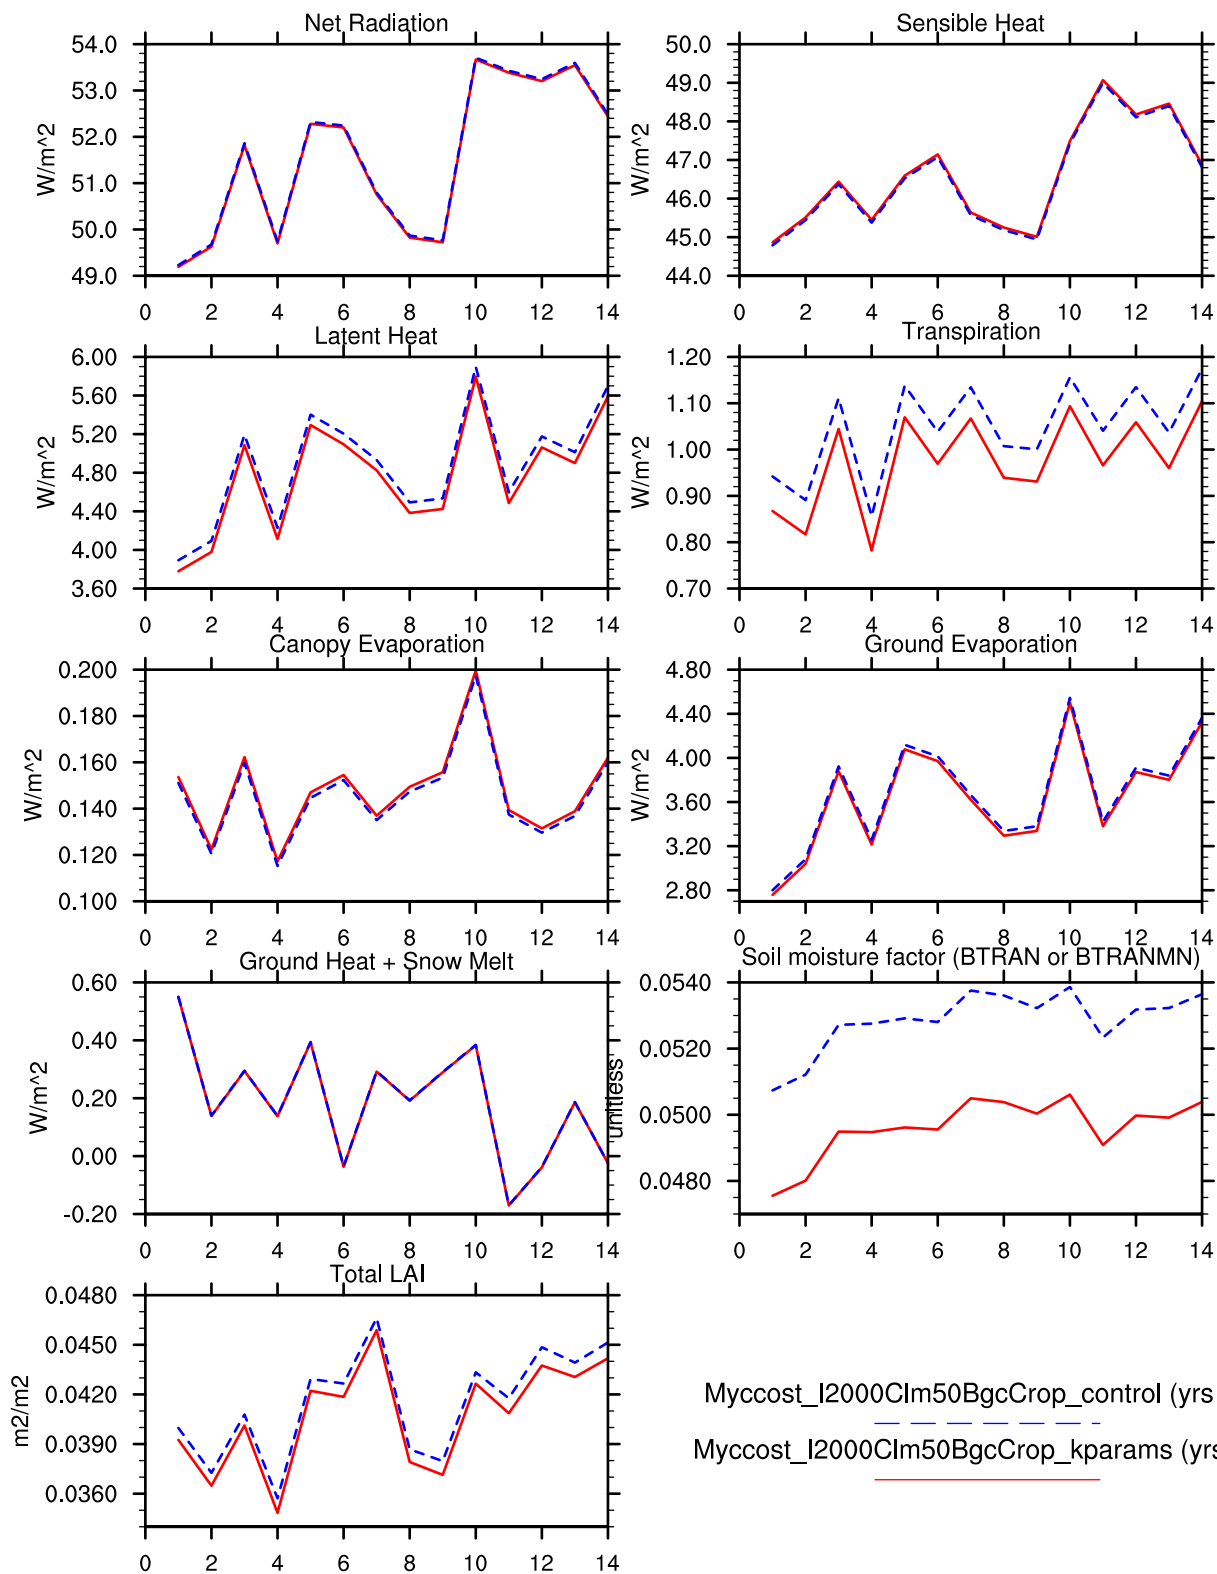 Net Radiation
W/m^2
54.0
53.0
52.0
51.0
50.0
49.0
0 2 4 6 8 10 12 14
Sensible Heat
W/m^2
50.0
49.0
48.0
47.0
46.0
45.0
44.0
0 2 4 6 8 10 12 14
Latent Heat
W/m^2
6.00
5.60
5.20
4.80
4.40
4.00
3.60
0 2 4 6 8 10 12 14
Transpiration
W/m^2
1.20
1.10
1.00
0.90
0.80
0.70
0 2 4 6 8 10 12 14
Canopy Evaporation
W/m^2
0.200
0.180
0.160
0.140
0.120
0.100
0 2 4 6 8 10 12 14
Ground Evaporation
W/m^2
4.80
4.40
4.00
3.60
3.20
2.80
0 2 4 6 8 10 12 14
Ground Heat + Snow Melt
W/m^2
0.60
0.40
0.20
0.00
-0.20
0 2 4 6 8 10 12 14
Soil moisture factor (BTRAN or BTRANMN)
unitless
0.0540
0.0520
0.0500
0.0480
0 2 4 6 8 10 12 14
Total LAI
m2/m2
0.0480
0.0450
0.0420
0.0390
0.0360
0 2 4 6 8 10 12 14
Myccost_I2000Clm50BgcCrop_control (yrs
Myccost_I2000Clm50BgcCrop_kparams (yrs